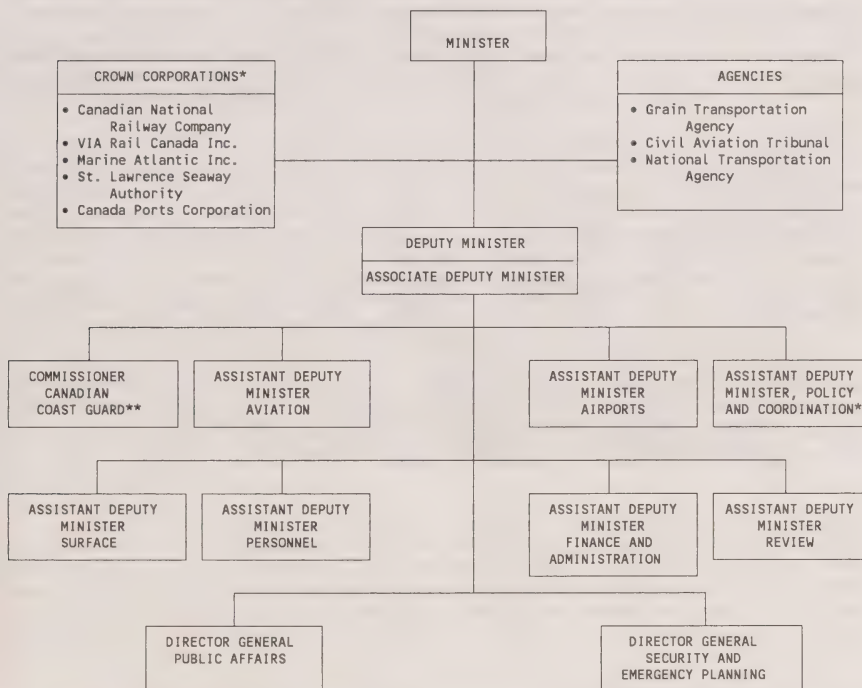 MINISTER
CROWN CORPORATIONS*
• Canadian National
Railway Company
• VIA Rail Canada Inc.
• Marine Atlantic Inc.
• St. Lawrence Seaway
Authority
• Canada Ports Corporation
AGENCIES
• Grain Transportation
Agency
• Civil Aviation Tribunal
• National Transportation
Agency
DEPUTY MINISTER
ASSOCIATE DEPUTY MINISTER
COMMISSIONER
CANADIAN
COAST GUARD**
ASSISTANT DEPUTY
MINISTER
AVIATION
ASSISTANT DEPUTY
MINISTER
AIRPORTS
ASSISTANT DEPUTY
MINISTER, POLICY
AND COORDINATION*
ASSISTANT DEPUTY
MINISTER
SURFACE
ASSISTANT DEPUTY
MINISTER
PERSONNEL
ASSISTANT DEPUTY
MINISTER
FINANCE AND
ADMINISTRATION
ASSISTANT DEPUTY
MINISTER
REVIEW
DIRECTOR GENERAL
PUBLIC AFFAIRS
DIRECTOR GENERAL
SECURITY AND
EMERGENCY PLANNING